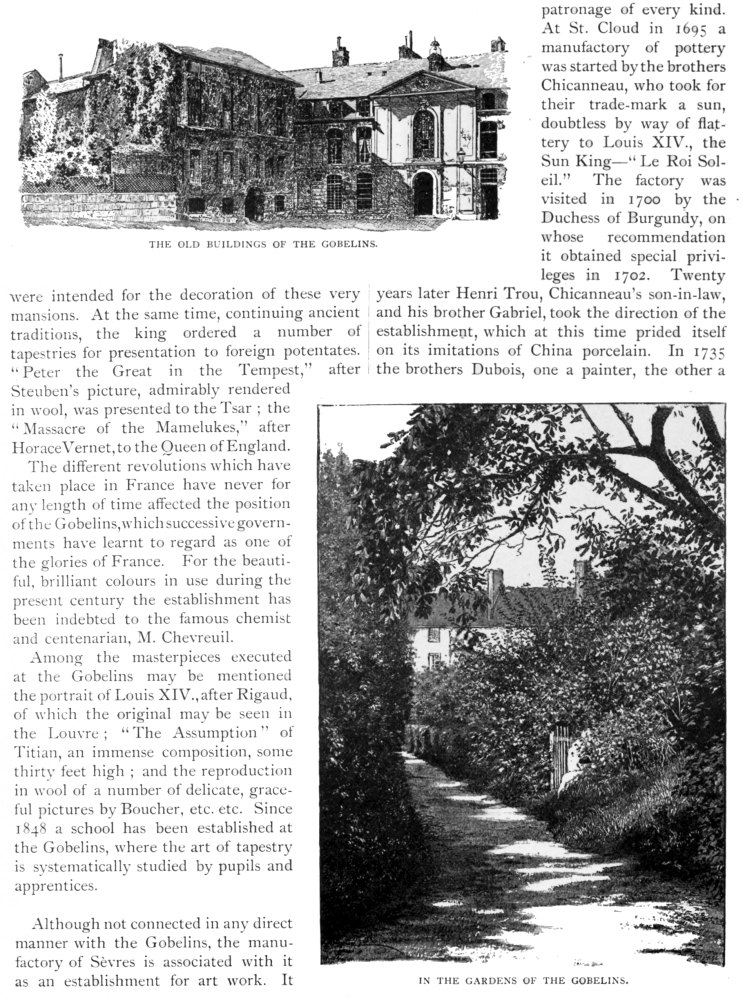 THE OLD BUILDINGS OF THE GOBELINS.
were intended for the decoration of these very
mansions. At the same time, continuing ancient
traditions, the king ordered a number of
tapestries for presentation to foreign potentates.
“Peter the Great in the Tempest,” after
Steuben's picture, admirably rendered
in wool, was presented to the Tsar; the
“Massacre of the Mamelukes,” after
Horace Vernet, to the Queen of England.
The different revolutions which have
taken place in France have never for
any length of time affected the position
of the Gobelins, which successive govern-
ments have learnt to regard as one of
the glories of France. For the beauti-
ful, brilliant colours in use during the
present century the establishment has
been indebted to the famous chemist
and centenarian, M. Chevreuil.
Among the masterpieces executed
at the Gobelins may be mentioned
the portrait of Louis XIV., after Rigaud,
of which the original may be seen in
the Louvre; “The Assumption” of
Titian, an immense composition, some
thirty feet high; and the reproduction
in wool of a number of delicate, grace-
ful pictures by Boucher, etc. etc. Since
1848 a school has been established at
the Gobelins, where the art of tapestry
is systematically studied by pupils and
apprentices.
Although not connected in any direct
manner with the Gobelins, the manu-
factory of Sèvres is associated with it
as an establishment for art work. It
patronage of every kind.
At St. Cloud in 1695 a
manufactory of pottery
was started by the brothers
Chicanneau, who took for
their trade-mark a sun,
doubtless by way of flat-
tery to Louis XIV., the
Sun King—“Le Roi Sol-
eil.” The factory was
visited in 1700 by the
Duchess of Burgundy, on
whose recommendation
it obtained special privi-
leges in 1702. Twenty
years later Henri Trou, Chicanneau's son-in-law,
and his brother Gabriel, took the direction of the
establishment, which at this time prided itself
on its imitations of China porcelain. In 1735
the brothers Dubois, one a painter, the other a
IN THE GARDENS OF THE GOBELINS.